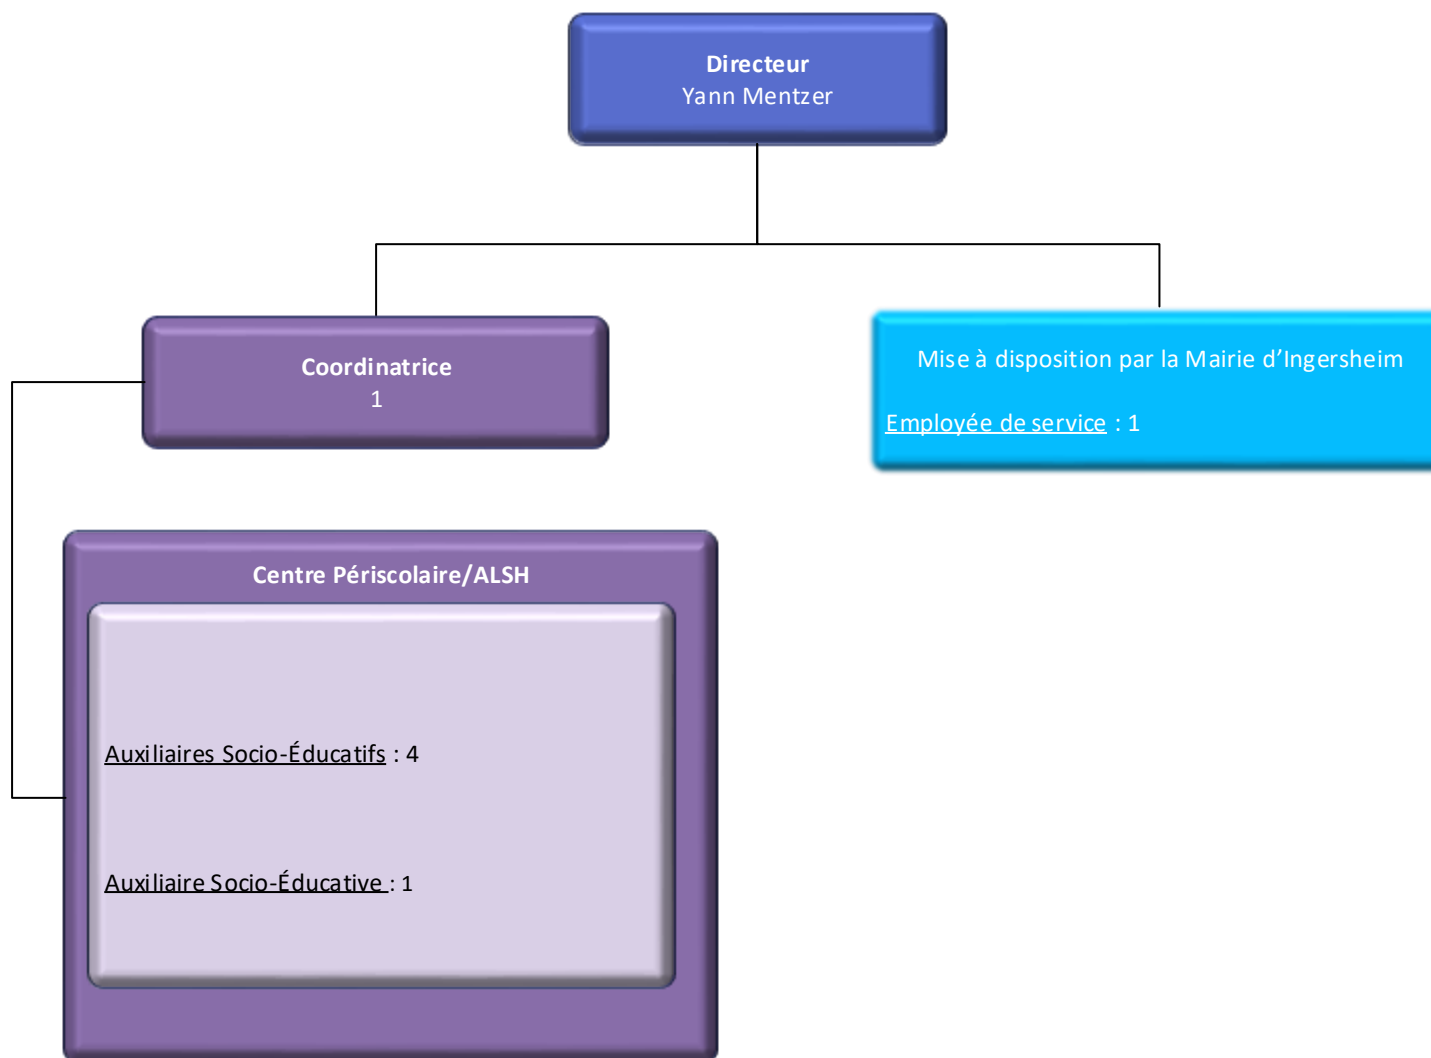 Directeur
Yann Mentzer
Coordinatrice
1
Mise à disposition par la Mairie d’Ingersheim
Employée de service : 1
Centre Périscolaire/ALSH
Auxiliaires Socio-Éducatifs : 4
Auxiliaire Socio-Éducative : 1